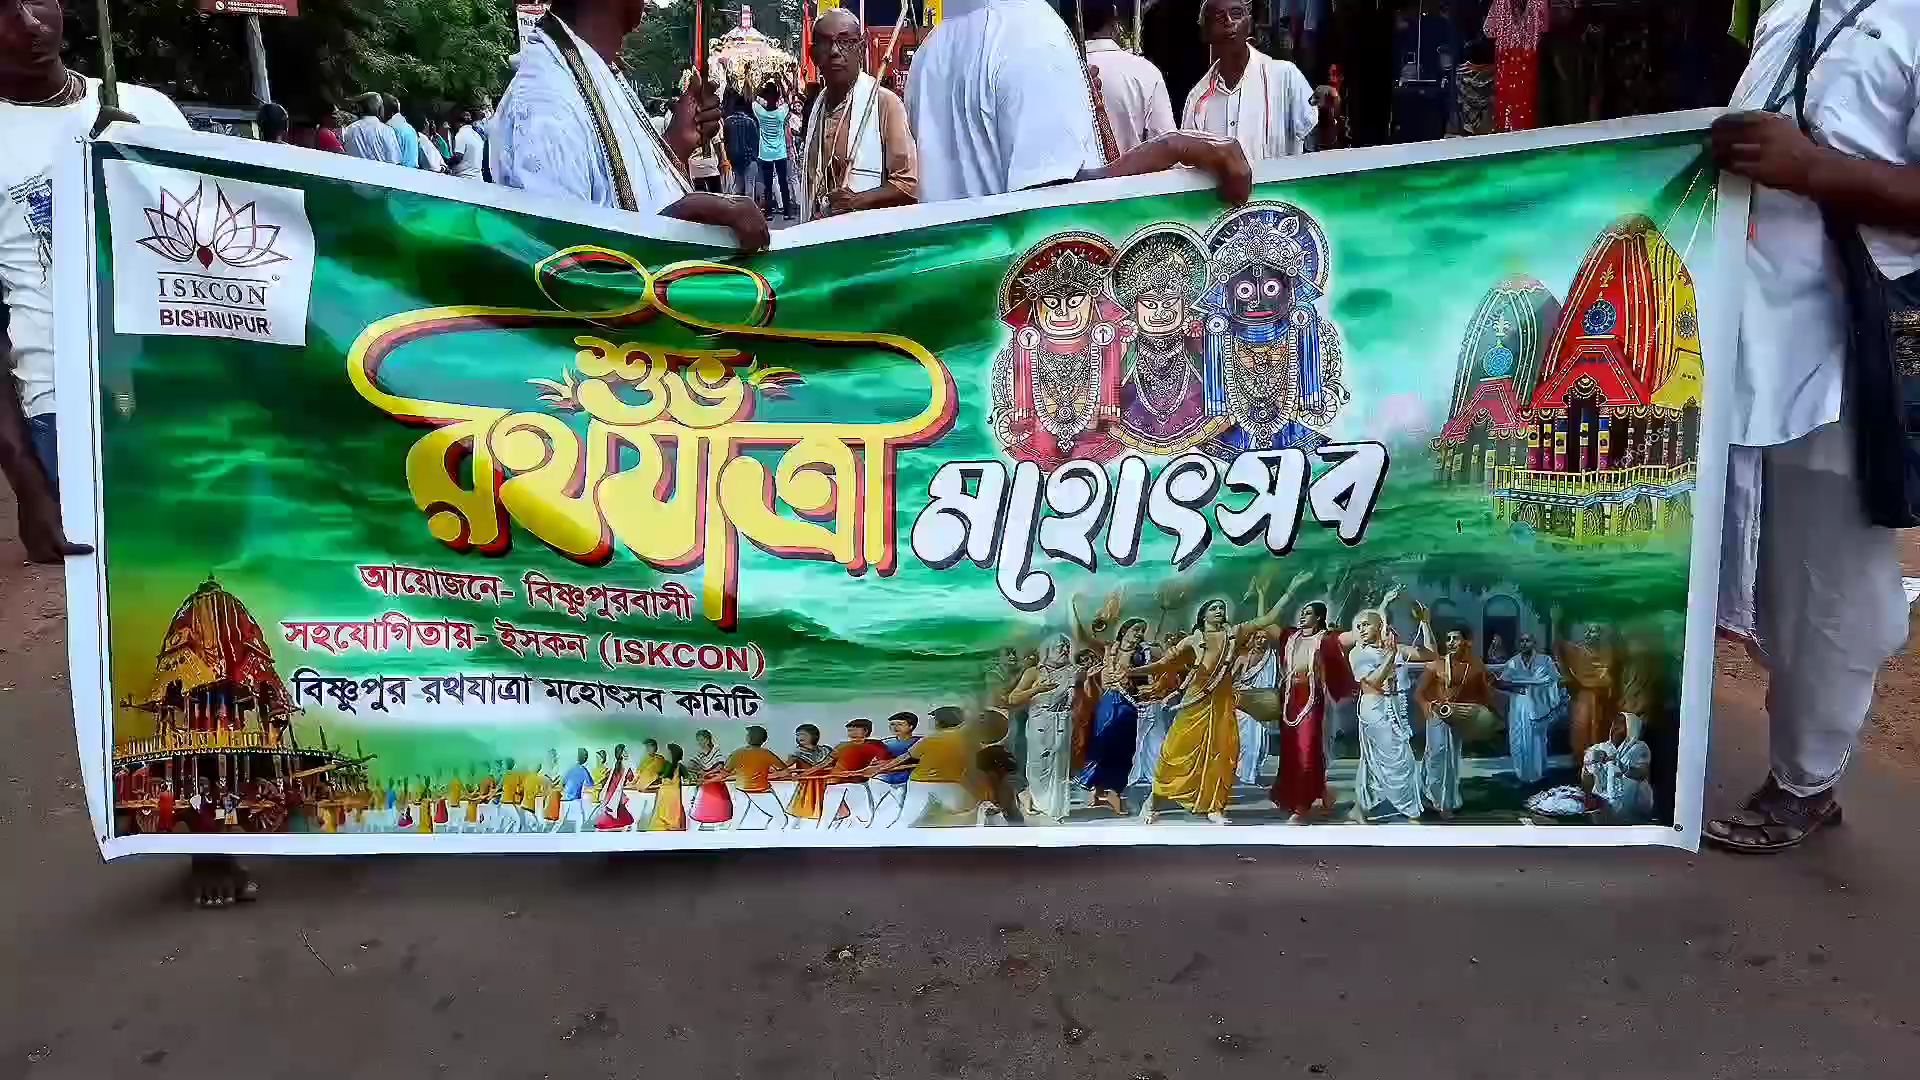 ISKCON
BISHNUPUR
শুভ
রথযাত্রা
মহোৎসব
আয়োজনে- বিষ্ণুপুরবাসী
সহযোগিতায়- ইসকন (ISKCON)
বিষ্ণুপুর রথযাত্রা মহোৎসব কমিটি